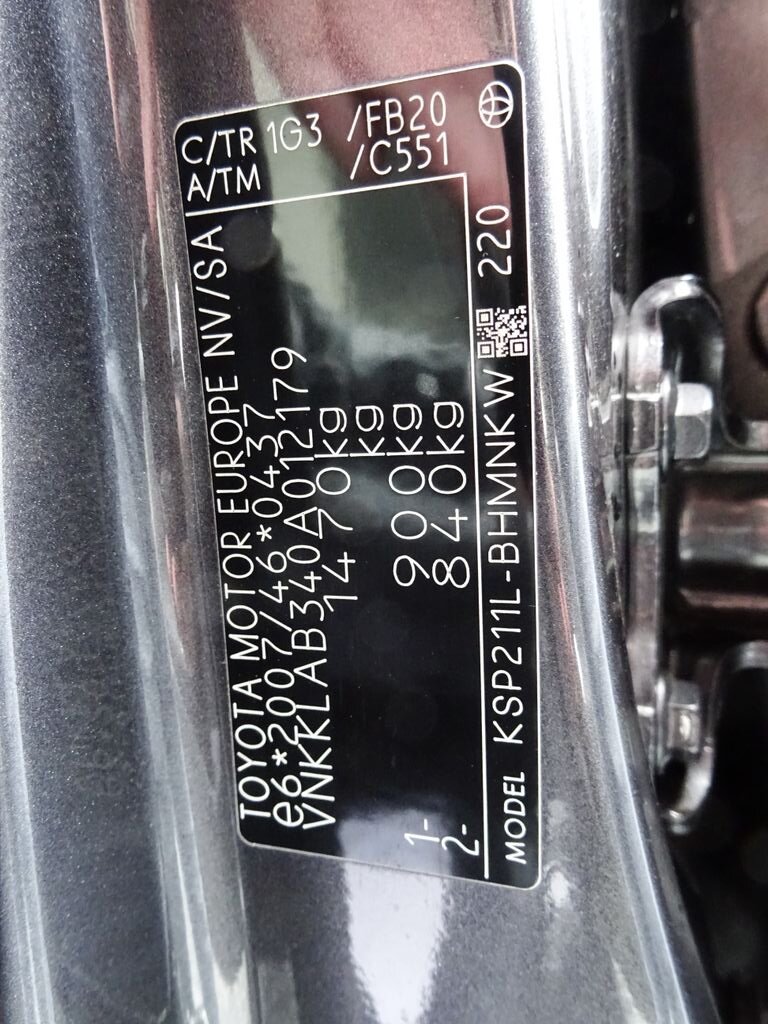 TOYOTA MOTOR EUROPE NV/SA
e6*2007/46*0437
VNKKLAB340A012179
1470kg
kg
1- 900kg
2- 840kg
MODEL KSP211L-BHMNKW 220
C/TR 1G3 /FB20
A/TM /C551